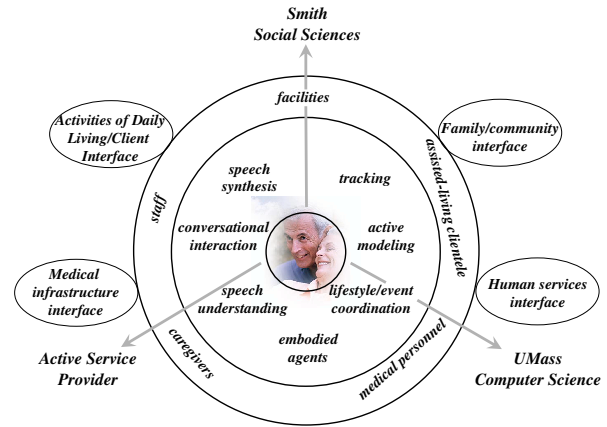 Smith
Social Sciences
facilities
Activities of Daily
Living/Client
Interface
Family/community
interface
speech
synthesis
tracking
staff
assisted-living clientele
conversational
interaction
active
modeling
Medical
infrastructure
interface
speech
understanding
lifestyle/event
coordination
Human services
interface
embodied
agents
caregivers
medical personnel
Active Service
Provider
UMass
Computer Science